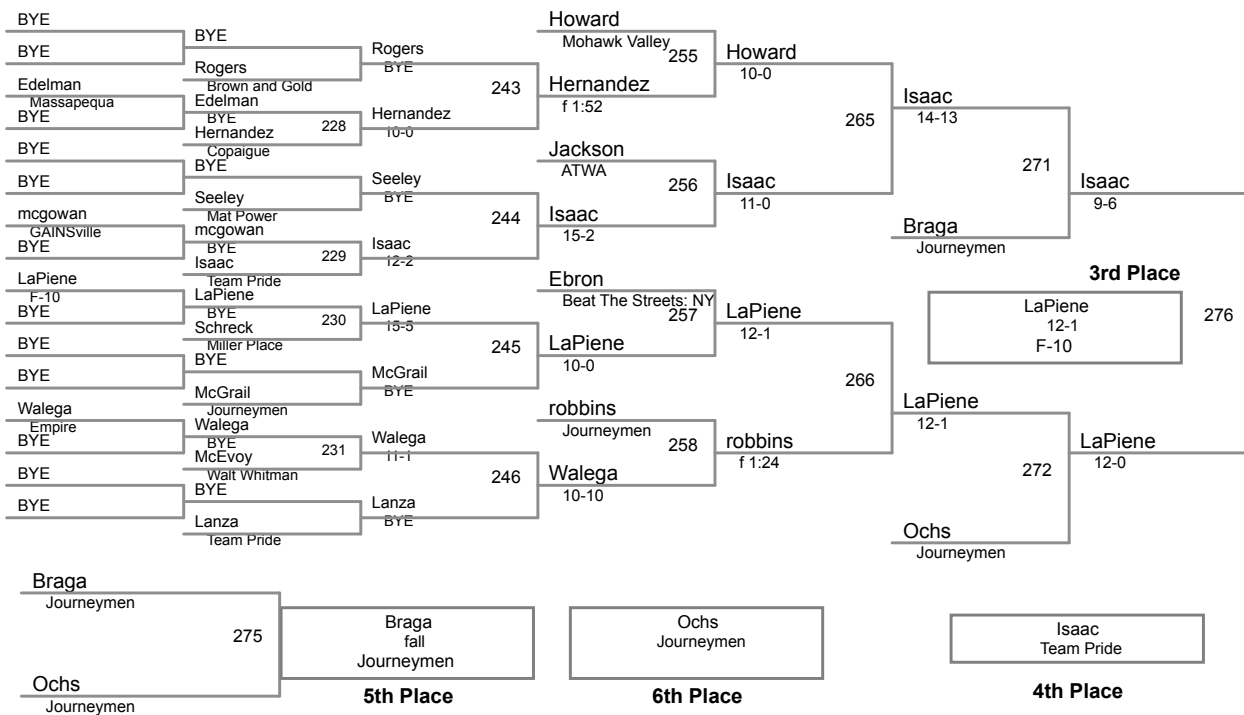 BYE
BYE
Edelman
Massapequa
BYE
BYE
BYE
mcgowan
GAINSville
BYE
LaPiene
F-10
BYE
BYE
BYE
Walega
Empire
BYE
BYE
BYE
BYE
Rogers
Brown and Gold
Edelman
BYE
Hernandez
Copaigue
228
BYE
Seeley
Mat Power
mcgowan
BYE
Isaac
Team Pride
229
LaPiene
BYE
Schreck
Miller Place
230
BYE
McGrail
Journeymen
Walega
BYE
McEvoy
Walt Whitman
231
BYE
Lanza
Team Pride
Rogers
BYE
243
Hernandez
10-0
Seeley
BYE
244
Isaac
12-2
LaPiene
15-5
245
McGrail
BYE
Walega
11-1
246
Lanza
BYE
Howard
Mohawk Valley
255
Hernandez
f 1:52
Jackson
ATWA
256
Isaac
15-2
Ebron
Beat The Streets: NY
257
LaPiene
10-0
robbins
Journeymen
258
Walega
10-10
Howard
10-0
265
Isaac
11-0
LaPiene
12-1
266
robbins
f 1:24
Isaac
14-13
271
Braga
Journeymen
LaPiene
12-1
272
Ochs
Journeymen
Isaac
9-6
3rd Place
LaPiene
12-1
F-10
276
LaPiene
12-0
Braga
Journeymen
275
Ochs
Journeymen
Braga
fall
Journeymen
5th Place
Ochs
Journeymen
6th Place
Isaac
Team Pride
4th Place